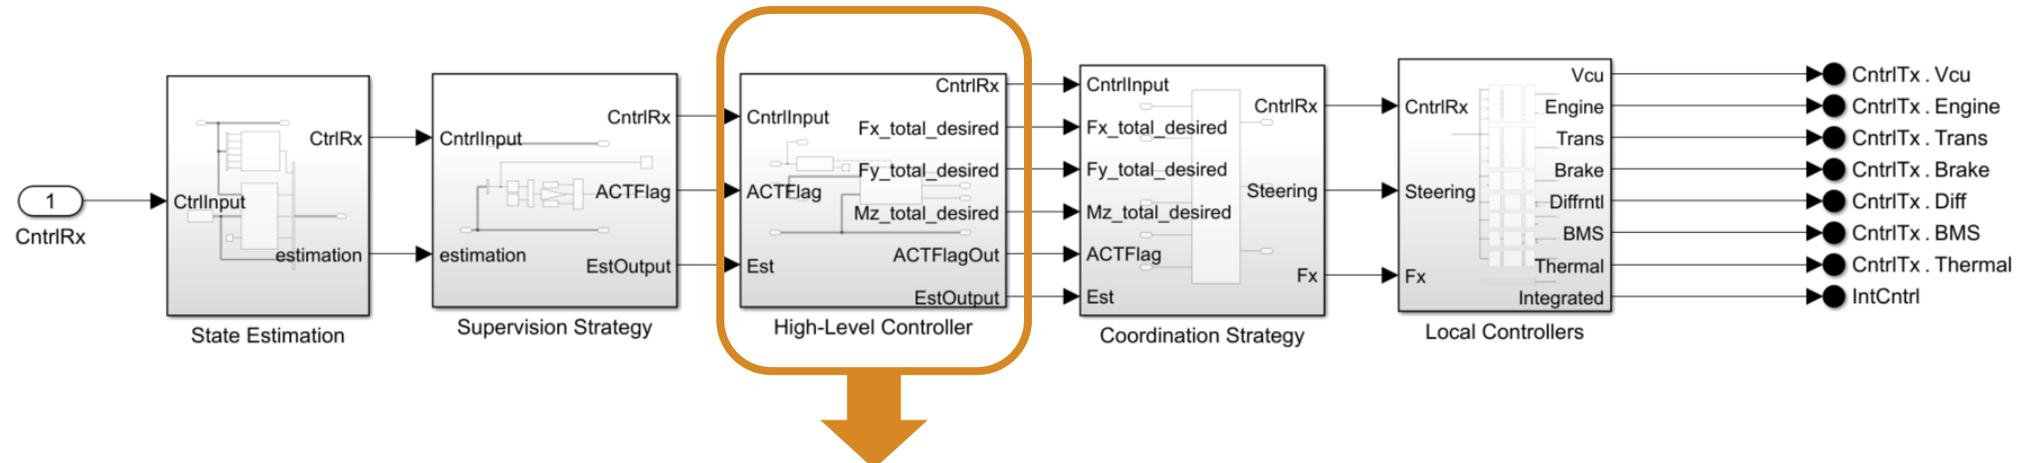 1
CntrlRx
CtrlInput
CtrlRx
estimation
State Estimation
CntrlInput
estimation
CntrlRx
ACTFlag
EstOutput
Supervision Strategy
CntrlInput
ACTFlag
Est
CntrlRx
Fx_total_desired
Fy_total_desired
Mz_total_desired
ACTFlagOut
EstOutput
High-Level Controller
CntrlInput
Fx_total_desired
Fy_total_desired
Mz_total_desired
ACTFlag
Est
CntrlRx
Steering
Fx
Coordination Strategy
CntrlRx
Steering
Fx
Vcu
Engine
Trans
Brake
Diffrntl
BMS
Thermal
Integrated
Local Controllers
CntrlTx . Vcu
CntrlTx . Engine
CntrlTx . Trans
CntrlTx . Brake
CntrlTx . Diff
CntrlTx . BMS
CntrlTx . Thermal
IntCntrl